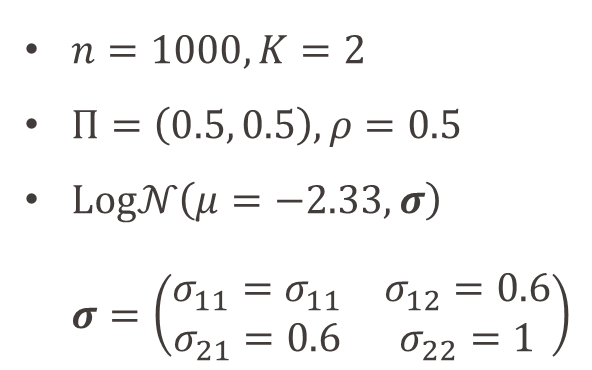 • n = 1000, K = 2
• Π = (0.5, 0.5), ρ = 0.5
• Log𝒩(μ = −2.33, σ)
σ = (σ₁₁ = σ₁₁ σ₁₂ = 0.6
σ₂₁ = 0.6 σ₂₂ = 1)